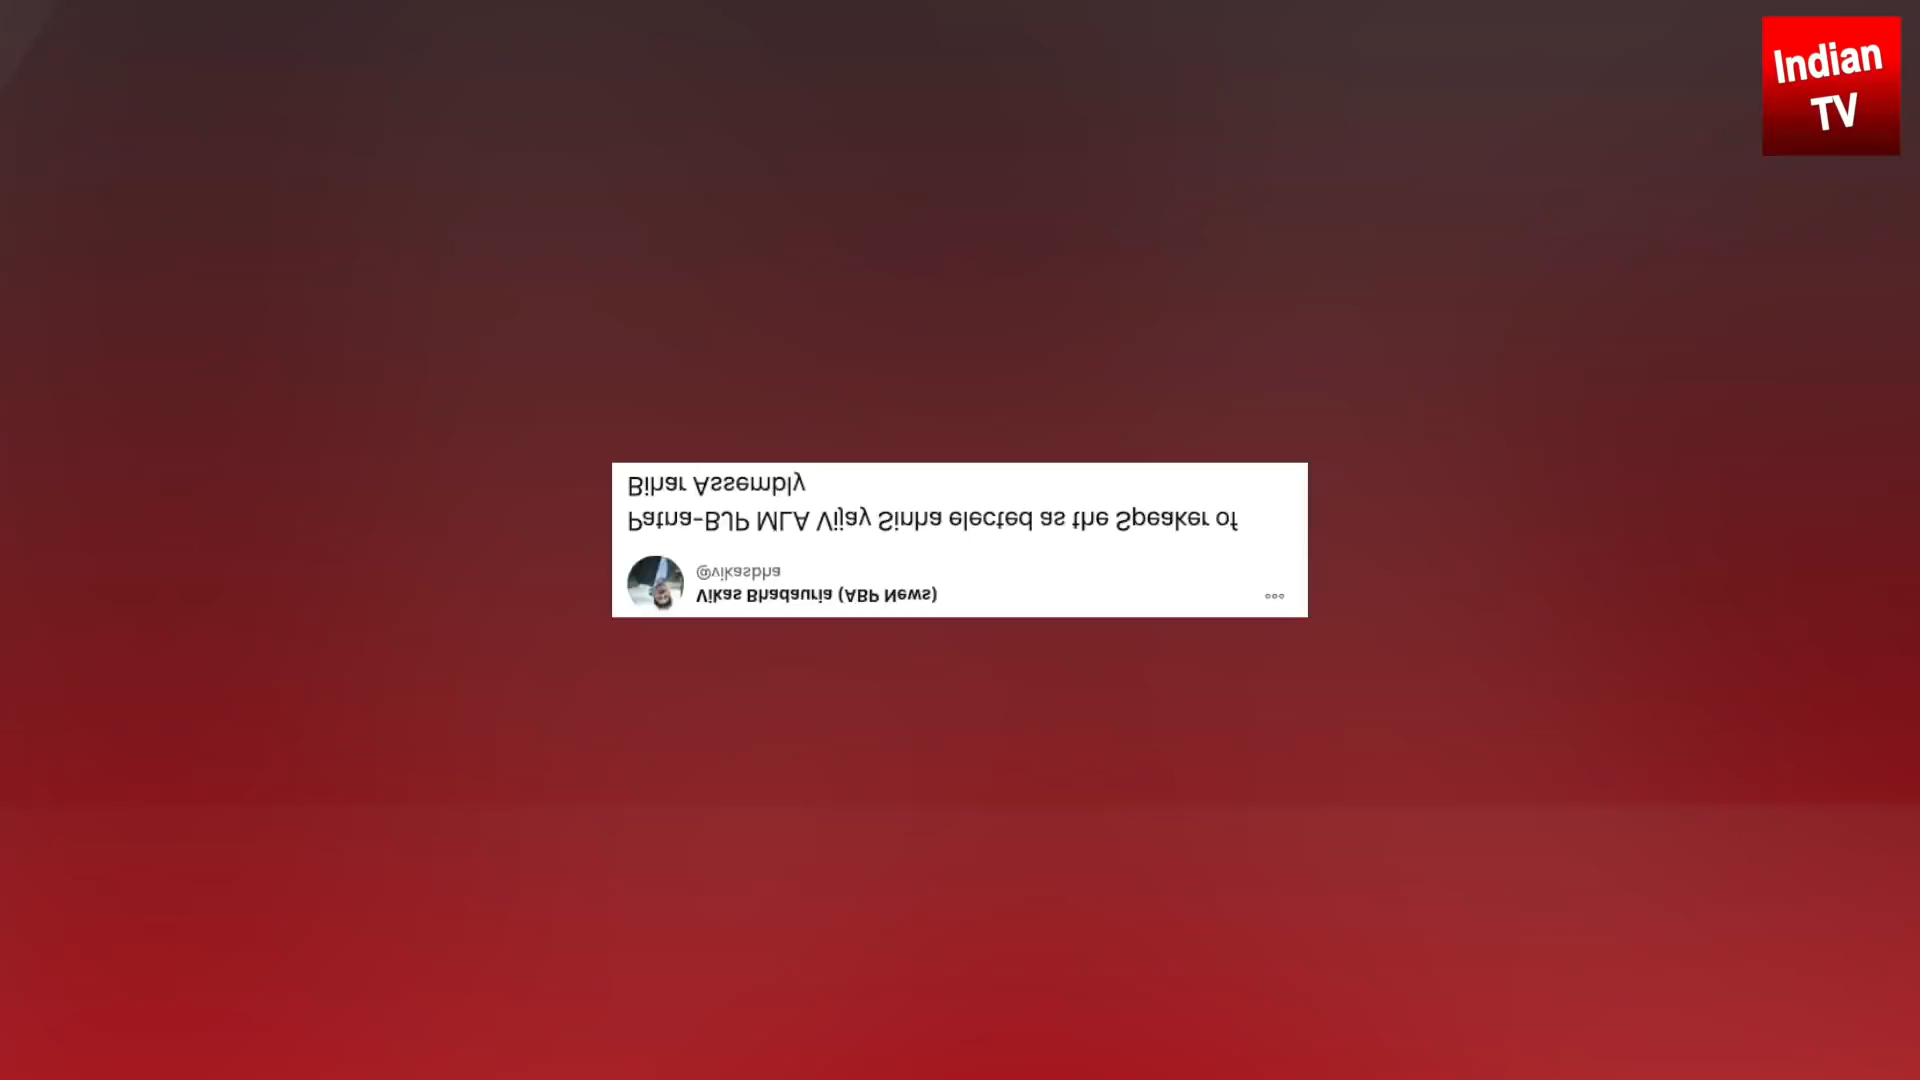 Indian
TV
Vikas Bhadauria (ABP News)
@vikasbha
Patna-BJP MLA Vijay Sinha elected as the Speaker of
Bihar Assembly